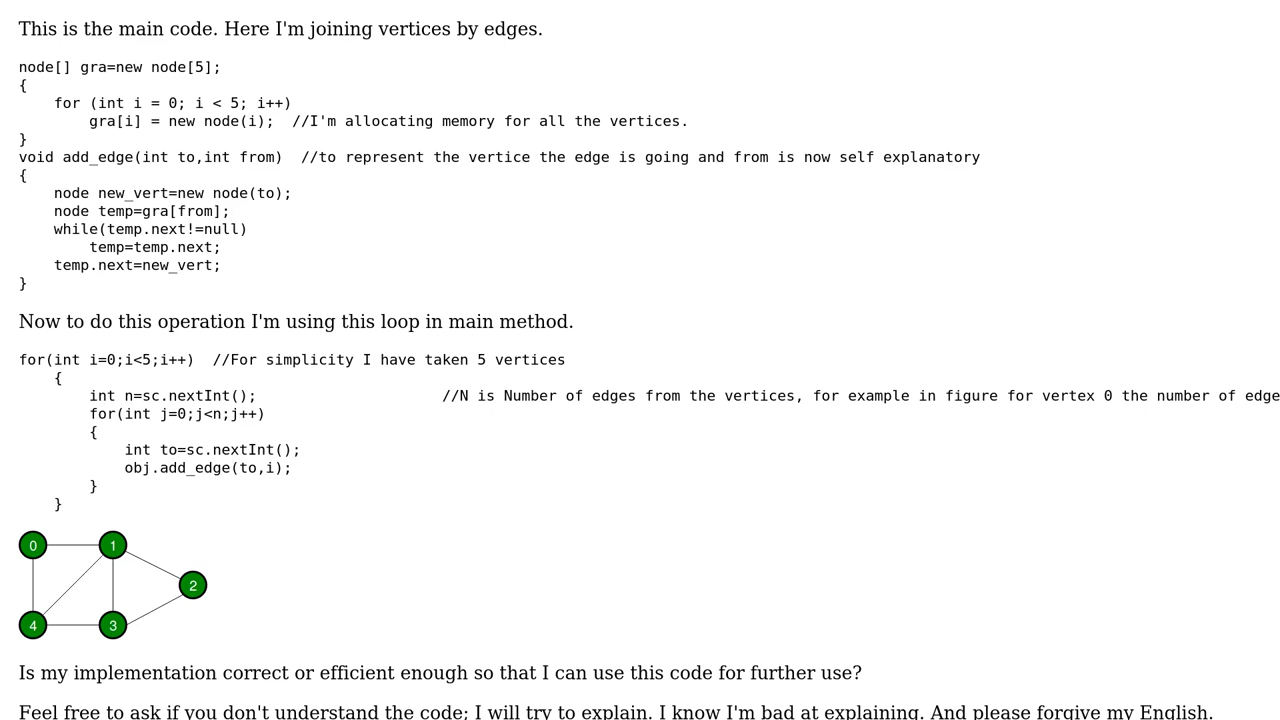 This is the main code. Here I'm joining vertices by edges.
node[] gra=new node[5];
{
    for (int i = 0; i < 5; i++)
        gra[i] = new node(i);  //I'm allocating memory for all the vertices.
}
void add_edge(int to,int from)  //to represent the vertice the edge is going and from is now self explanatory
{
    node new_vert=new node(to);
    node temp=gra[from];
    while(temp.next!=null)
        temp=temp.next;
    temp.next=new_vert;
}
Now to do this operation I'm using this loop in main method.
for(int i=0;i<5;i++)  //For simplicity I have taken 5 vertices
    {
        int n=sc.nextInt();                     //N is Number of edges from the vertices, for example in figure for vertex 0 the number of edge
        for(int j=0;j<n;j++)
        {
            int to=sc.nextInt();
            obj.add_edge(to,i);
        }
    }
0 1
2
4 3
Is my implementation correct or efficient enough so that I can use this code for further use?
Feel free to ask if you don't understand the code; I will try to explain. I know I'm bad at explaining. And please forgive my English.